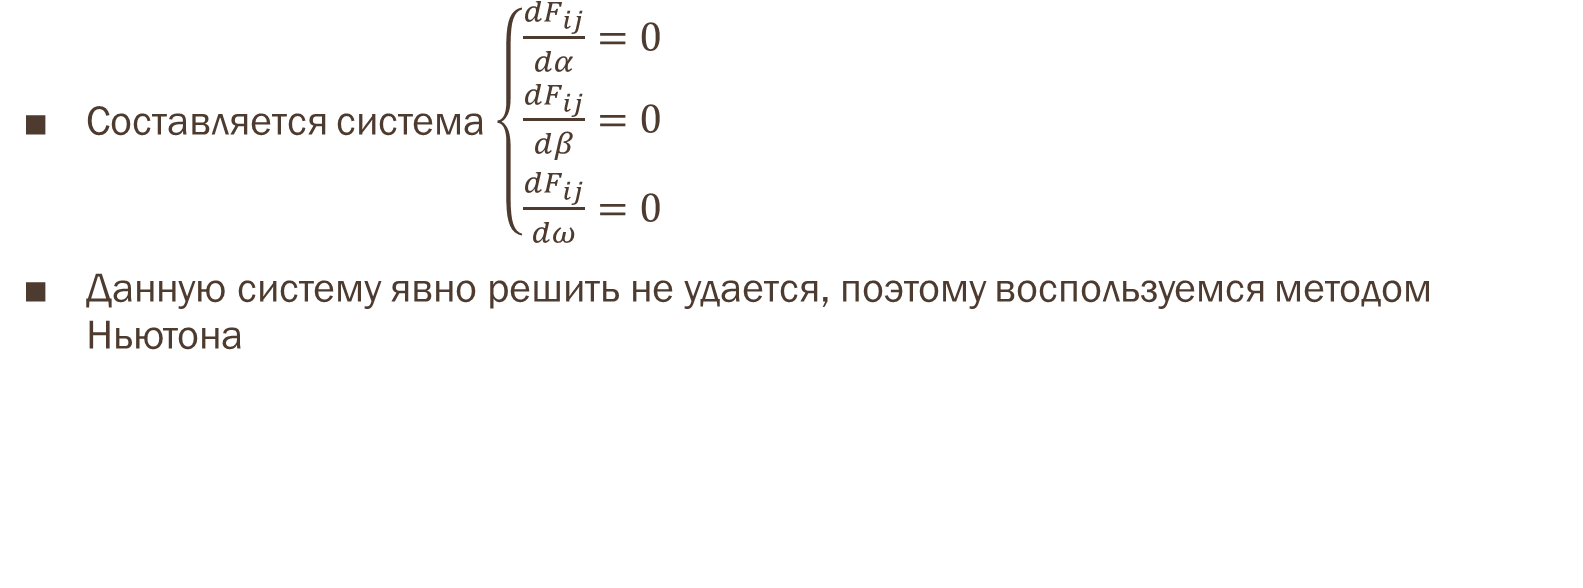 ■ Составляется система { dF_ij/dα = 0
dF_ij/dβ = 0
dF_ij/dω = 0
■ Данную систему явно решить не удается, поэтому воспользуемся методом
Ньютона